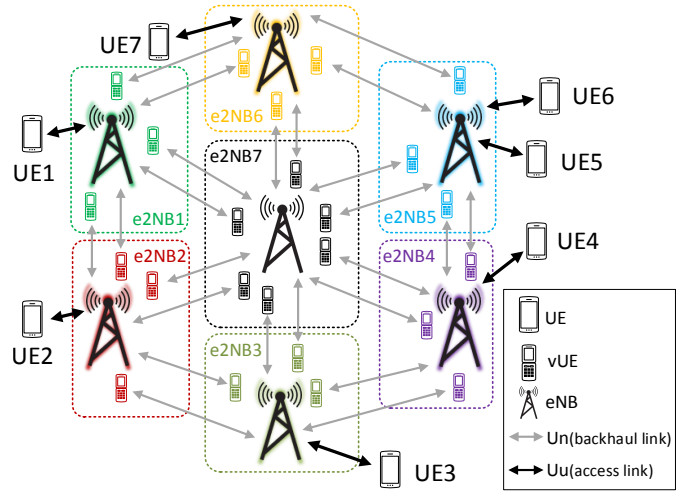 UE7
e2NB6
UE6
UE1
e2NB7
UE5
e2NB1
e2NB5
e2NB2
e2NB4
UE4
UE2
e2NB3
UE3
UE
vUE
eNB
Un(backhaul link)
Uu(access link)